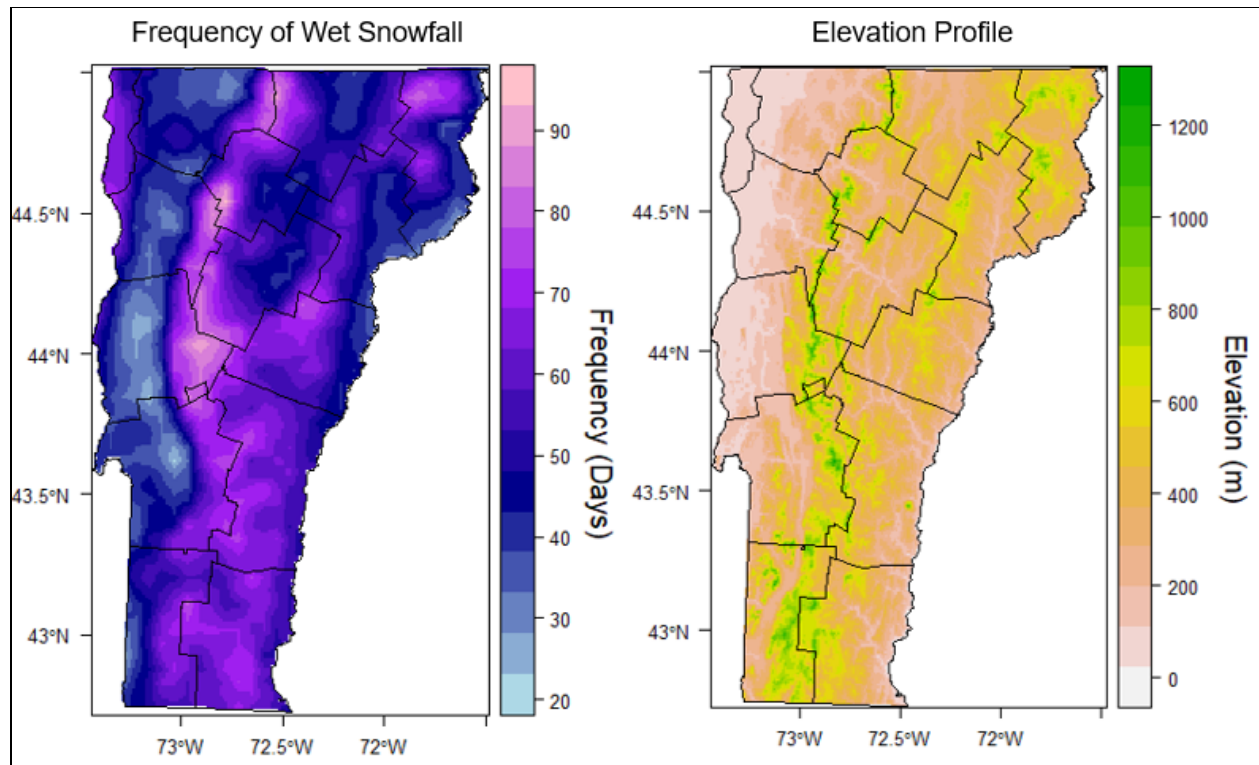 Frequency of Wet Snowfall
44.5°N
44°N
43.5°N
43°N
73°W
72.5°W
72°W
90
80
70
60
50
40
30
20
Frequency (Days)
Elevation Profile
44.5°N
44°N
43.5°N
43°N
73°W
72.5°W
72°W
1200
1000
800
600
400
200
0
Elevation (m)